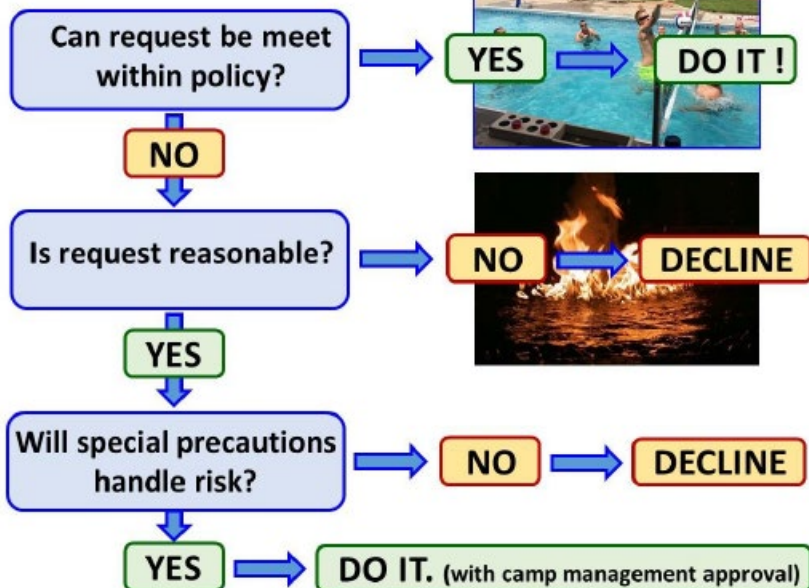 Can request be meet
within policy?
YES
DO IT !
NO
Is request reasonable?
NO
DECLINE
YES
Will special precautions
handle risk?
NO
DECLINE
YES
DO IT. (with camp management approval)